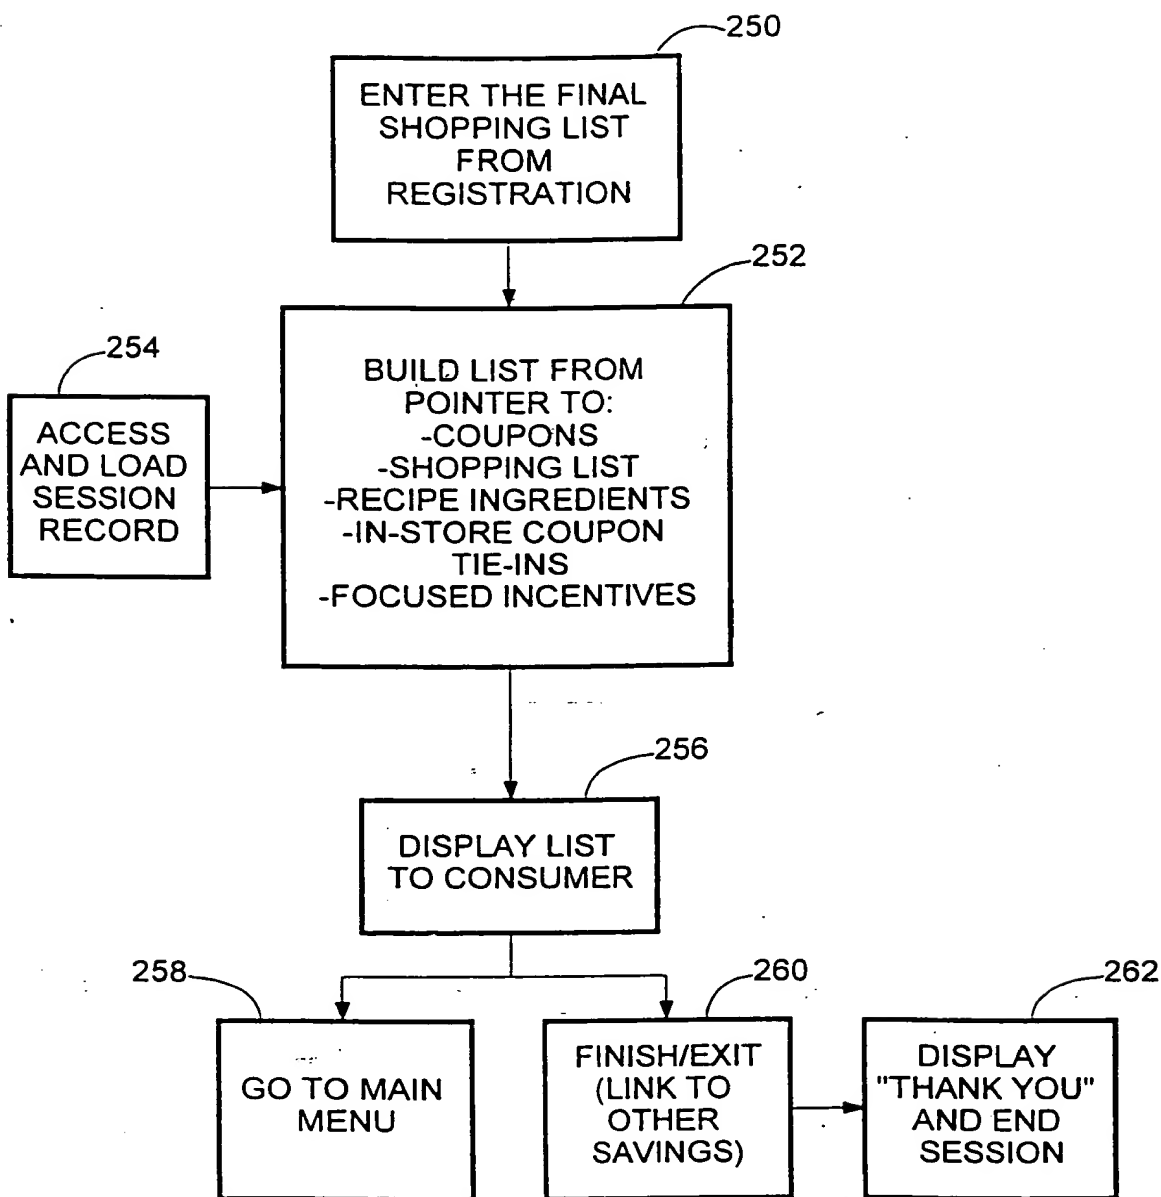 250
ENTER THE FINAL
SHOPPING LIST
FROM
REGISTRATION
252
254
BUILD LIST FROM
POINTER TO:
-COUPONS
-SHOPPING LIST
-RECIPE INGREDIENTS
-IN-STORE COUPON
TIE-INS
-FOCUSED INCENTIVES
ACCESS
AND LOAD
SESSION
RECORD
256
DISPLAY LIST
TO CONSUMER
258
260
262
GO TO MAIN
MENU
FINISH/EXIT
(LINK TO
OTHER
SAVINGS)
DISPLAY
"THANK YOU"
AND END
SESSION